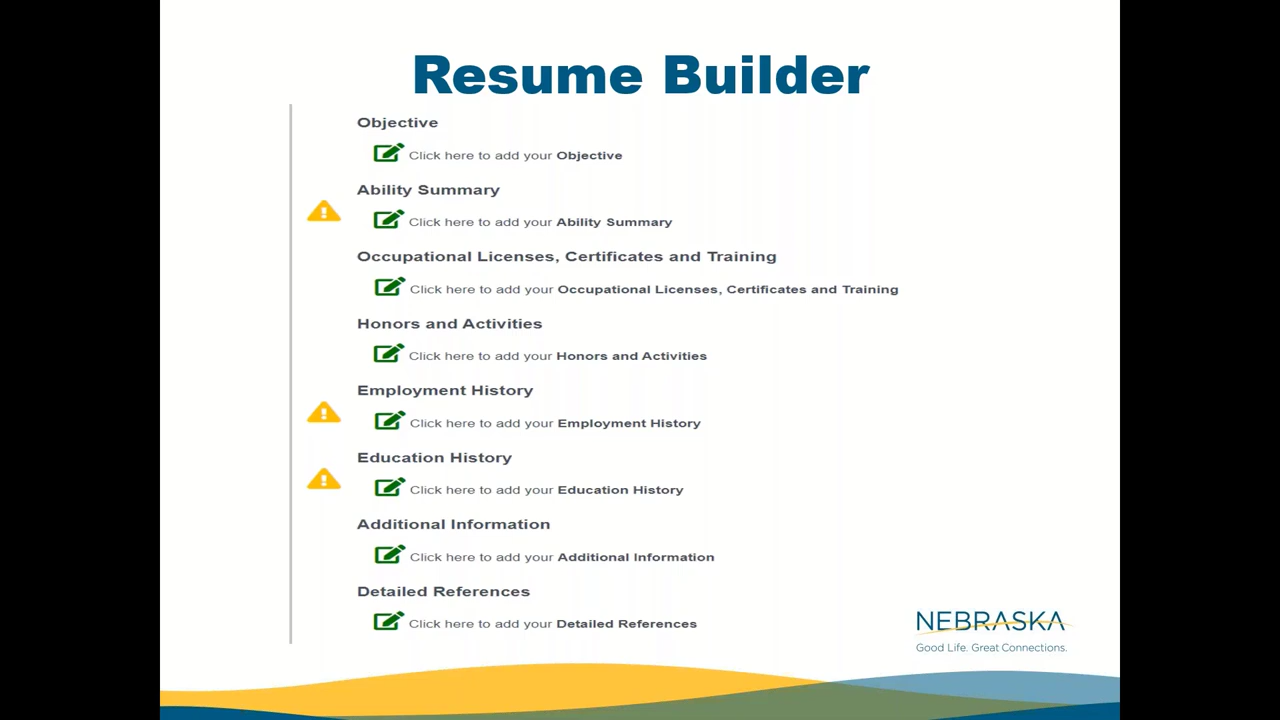 Resume Builder
Objective
Click here to add your Objective
Ability Summary
Click here to add your Ability Summary
Occupational Licenses, Certificates and Training
Click here to add your Occupational Licenses, Certificates and Training
Honors and Activities
Click here to add your Honors and Activities
Employment History
Click here to add your Employment History
Education History
Click here to add your Education History
Additional Information
Click here to add your Additional Information
Detailed References
Click here to add your Detailed References
NEBRASKA
Good Life. Great Connections.